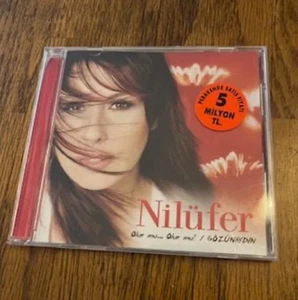 PERAKENDE SATIŞ FİYATI
5
MİLYON
TL.
Nilüfer
Olur mu... Olur mu? / GÖZÜNAYDIN